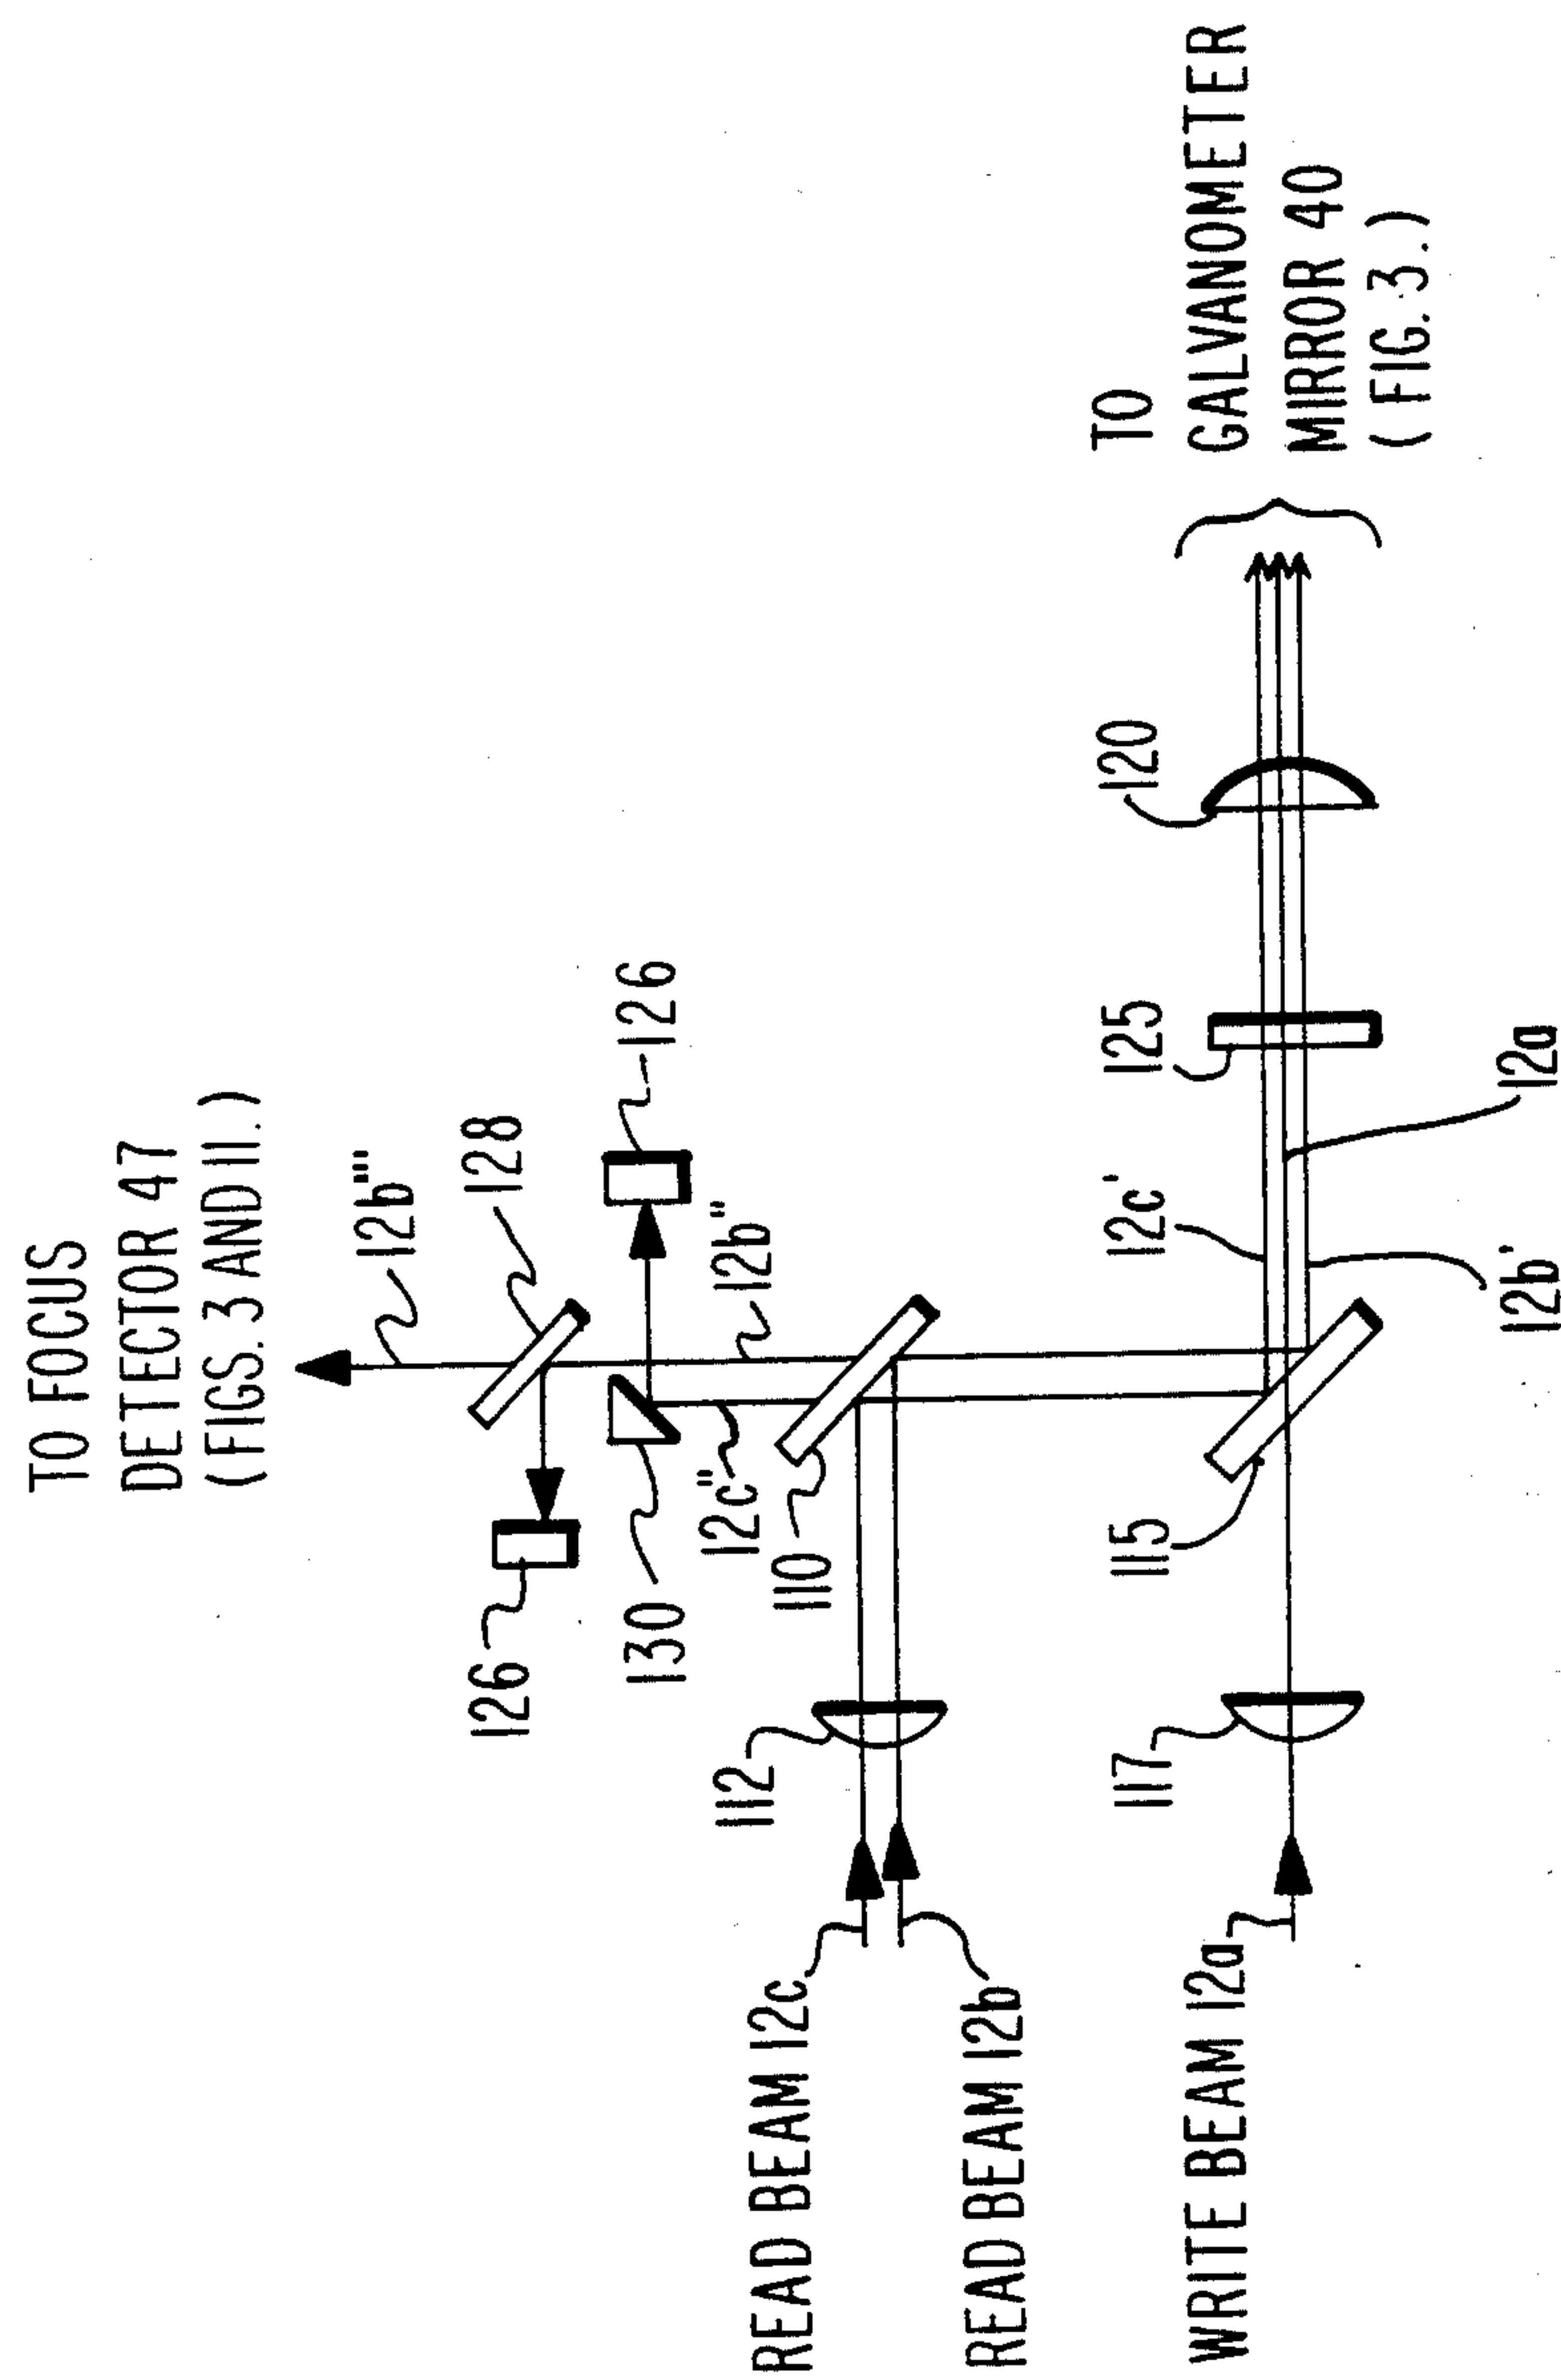 TO FOCUS
DETECTOR 47
(FIGS. 3 AND 11.)
12b'''
128
126
126
130
12b"
12c"
110
112
READ BEAM 12c
READ BEAM 12b
WRITE BEAM 12a
117
115
12c'
12b'
12a
125
120
TO
GALVANOMETER
MIRROR 40
(FIG. 3.)